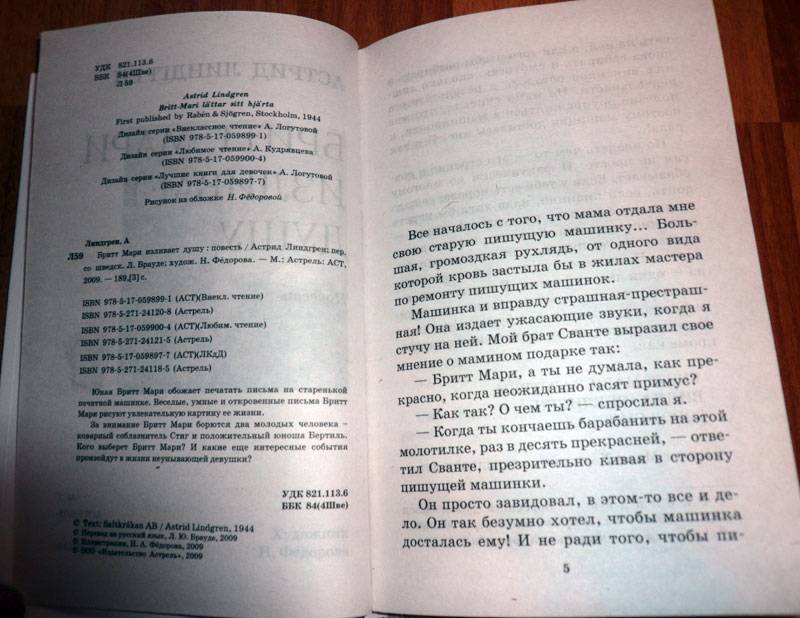 УДК 821.113.6
ББК 84(4Шве)
Л59
Astrid Lindgren
Britt-Mari lättar sitt hjärta
First published by Rabén & Sjögren, Stockholm, 1944
Дизайн серии «Внеклассное чтение» А. Логутовой
(ISBN 978-5-17-059899-1)
Дизайн серии «Любимое чтение» А. Кудрявцева
(ISBN 978-5-17-059900-4)
Дизайн серии «Лучшие книги для девочек» А. Логутовой
(ISBN 978-5-17-059897-7)
Рисунок на обложке Н. Фёдоровой
Линдгрен, А
Л59 Бритт Мари изливает душу : повесть / Астрид Линдгрен; пер.
со шведск. Л. Брауде; худож. Н. Фёдорова. — М.: Астрель: АСТ,
2009. — 189,[3] с.
ISBN 978-5-17-059899-1 (АСТ)(Внекл. чтение)
ISBN 978-5-271-24120-8 (Астрель)
ISBN 978-5-17-059900-4 (АСТ)(Любим. чтение)
ISBN 978-5-271-24121-5 (Астрель)
ISBN 978-5-17-059897-7 (АСТ)(ЛКдД)
ISBN 978-5-271-24118-5 (Астрель)
Юная Бритт Мари обожает печатать письма на старенькой
печатной машинке. Веселые, умные и откровенные письма Бритт
Мари рисуют увлекательную картину ее жизни.
За внимание Бритт Мари борются два молодых человека –
коварный соблазнитель Стиг и положительный юноша Бертиль.
Кого выберет Бритт Мари? И какие еще интересные события
произойдут в жизни неунывающей девушки?
УДК 821.113.6
ББК 84(4Шве)
© Text: Saltkråkan AB / Astrid Lindgren, 1944
© Перевод на русский язык, Л. Ю. Брауде, 2009
© Иллюстрации, Н. А. Фёдорова, 2009
© ООО «Издательство Астрель», 2009
Все началось с того, что мама отдала мне
свою старую пишущую машинку... Боль-
шая, громоздкая рухлядь, от одного вида
которой кровь застыла бы в жилах мастера
по ремонту пишущих машинок.
Машинка и вправду страшная-престраш-
ная! Она издает ужасающие звуки, когда я
стучу на ней. Мой брат Сванте выразил свое
мнение о мамином подарке так:
— Бритт Мари, а ты не думала, как пре-
красно, когда неожиданно гасят примус?
— Как так? О чем ты? — спросила я.
— Когда ты кончаешь барабанить на этой
молотилке, раз в десять прекрасней, — отве-
тил Сванте, презрительно кивая в сторону
пишущей машинки.
Он просто завидовал, в этом-то все и де-
ло. Он так безумно хотел, чтобы машинка
досталась ему! И не ради того, чтобы пи-
5